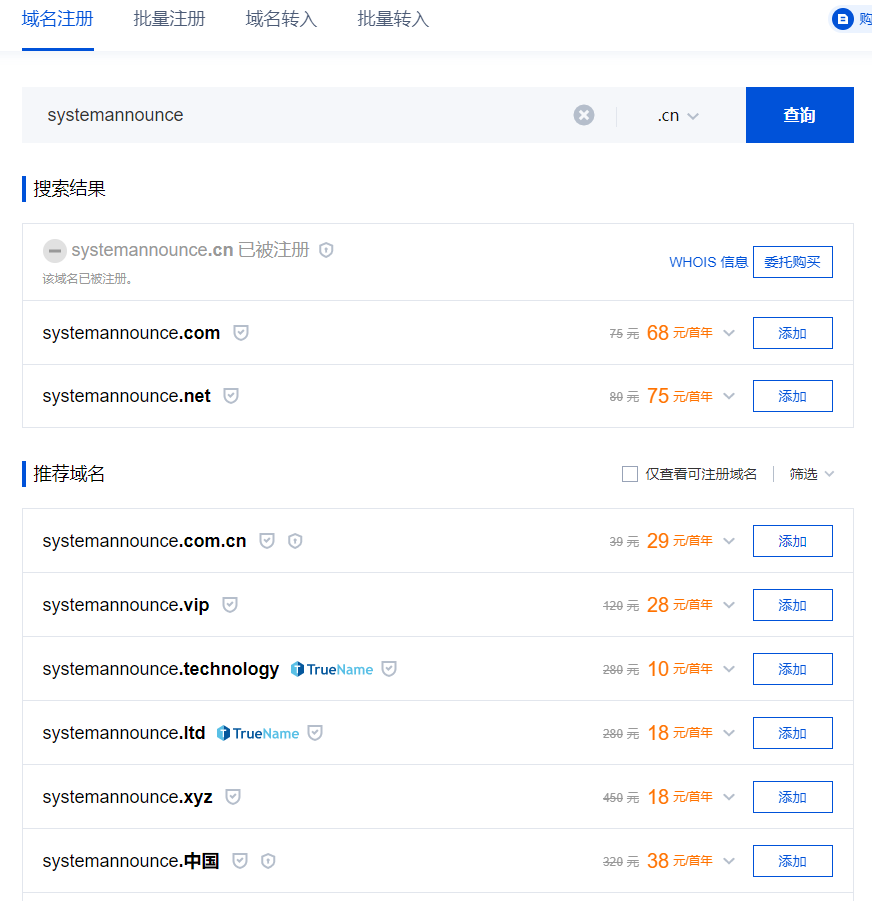 域名注册 批量注册 域名转入 批量转入 购
systemannounce .cn 查询
搜索结果
systemannounce.cn 已被注册
WHOIS 信息 委托购买
该域名已被注册。
systemannounce.com 75 元 68 元/首年 添加
systemannounce.net 89 元 75 元/首年 添加
推荐域名 仅查看可注册域名 筛选
systemannounce.com.cn 39 元 29 元/首年 添加
systemannounce.vip 120 元 28 元/首年 添加
systemannounce.technology TrueName 280 元 10 元/首年 添加
systemannounce.ltd TrueName 280 元 18 元/首年 添加
systemannounce.xyz 450 元 18 元/首年 添加
systemannounce.中国 320 元 38 元/首年 添加